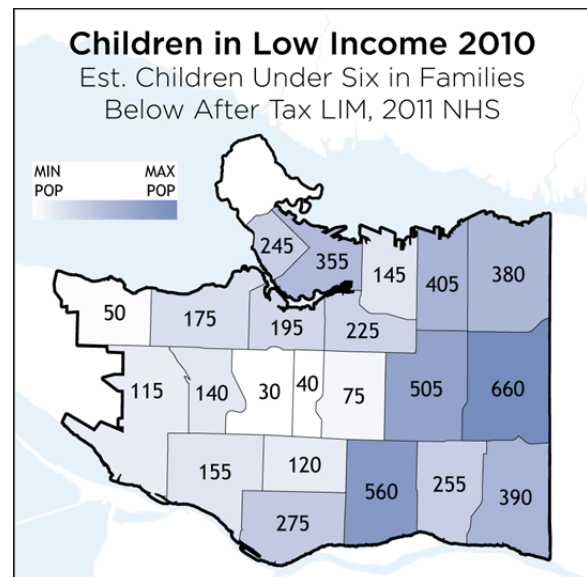 Children in Low Income 2010
Est. Children Under Six in Families
Below After Tax LIM, 2011 NHS
MIN MAX
POP POP
245 355 145 405 380
50 175 195 225
115 140 30 40 75 505 660
155 120 560 255 390
275